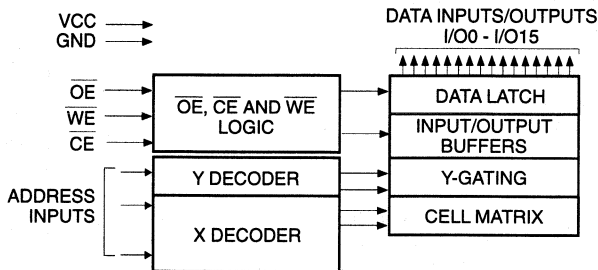 VCC
GND
DATA INPUTS/OUTPUTS
I/O0 - I/O15
OE
WE
CE
OE, CE AND WE
LOGIC
DATA LATCH
INPUT/OUTPUT
BUFFERS
ADDRESS
INPUTS
Y DECODER
Y-GATING
X DECODER
CELL MATRIX